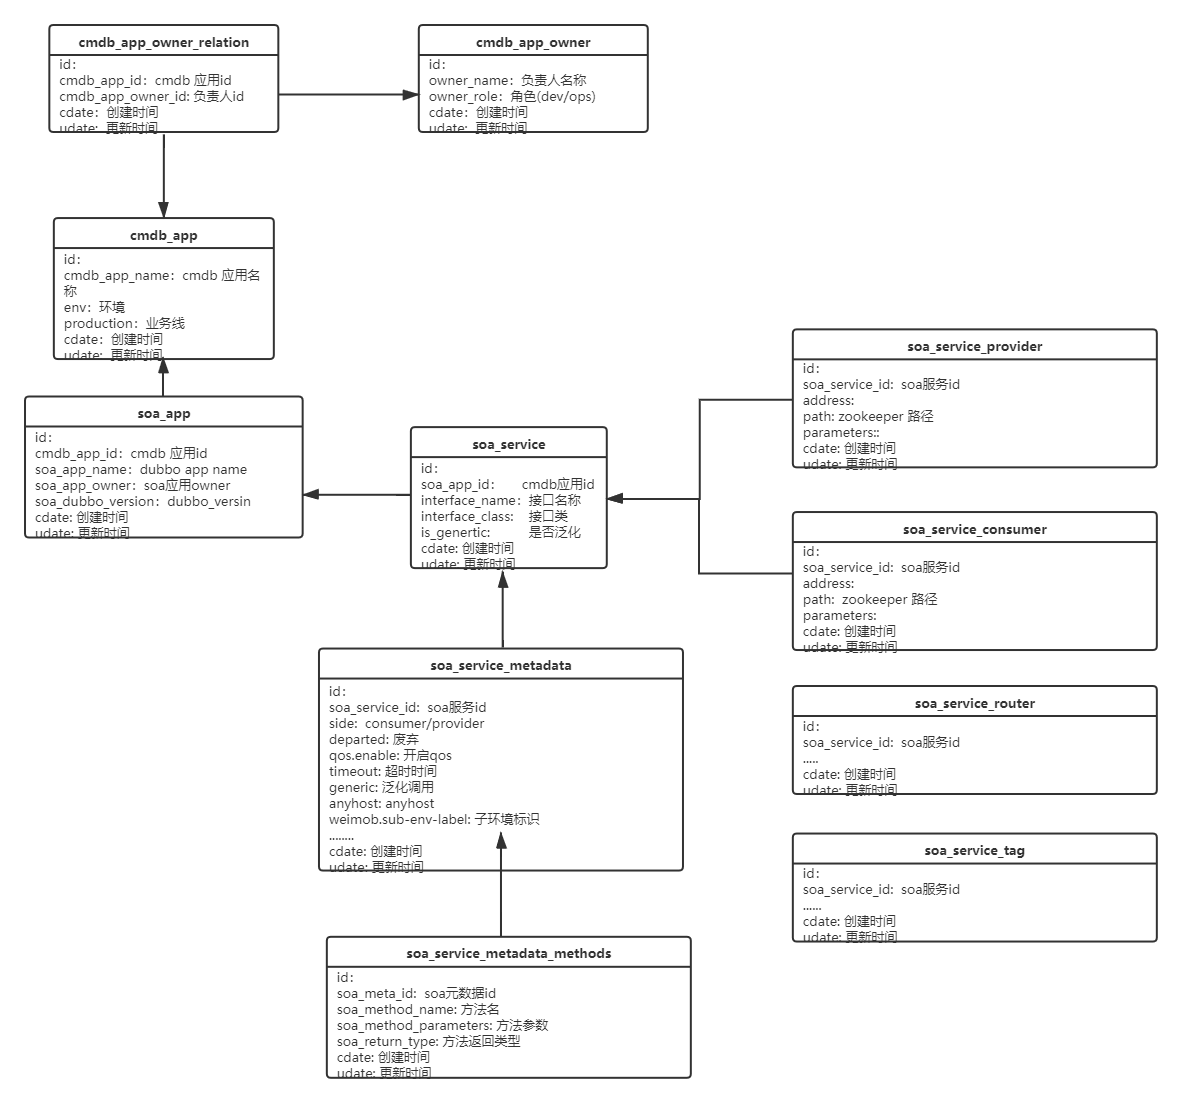 cmdb_app_owner_relation
id：
cmdb_app_id：cmdb 应用id
cmdb_app_owner_id: 负责人id
cdate：创建时间
udate：更新时间
cmdb_app_owner
id：
owner_name：负责人名称
owner_role：角色(dev/ops)
cdate：创建时间
udate：更新时间
cmdb_app
id：
cmdb_app_name：cmdb 应用名
称
env：环境
production：业务线
cdate：创建时间
udate：更新时间
soa_app
id：
cmdb_app_id：cmdb 应用id
soa_app_name：dubbo app name
soa_app_owner：soa应用owner
soa_dubbo_version：dubbo_versin
cdate: 创建时间
udate: 更新时间
soa_service
id：
soa_app_id： cmdb应用id
interface_name：接口名称
interface_class： 接口类
is_genertic: 是否泛化
cdate: 创建时间
udate: 更新时间
soa_service_provider
id：
soa_service_id：soa服务id
address:
path: zookeeper 路径
parameters::
cdate: 创建时间
udate: 更新时间
soa_service_consumer
id：
soa_service_id：soa服务id
address:
path: zookeeper 路径
parameters:
cdate: 创建时间
udate: 更新时间
soa_service_metadata
id：
soa_service_id：soa服务id
side: consumer/provider
departed: 废弃
qos.enable: 开启qos
timeout: 超时时间
generic: 泛化调用
anyhost: anyhost
weimob.sub-env-label: 子环境标识
........
cdate: 创建时间
udate: 更新时间
soa_service_router
id：
soa_service_id：soa服务id
.....
cdate: 创建时间
udate: 更新时间
soa_service_tag
id：
soa_service_id：soa服务id
......
cdate: 创建时间
udate: 更新时间
soa_service_metadata_methods
id：
soa_meta_id：soa元数据id
soa_method_name: 方法名
soa_method_parameters: 方法参数
soa_return_type: 方法返回类型
cdate: 创建时间
udate: 更新时间